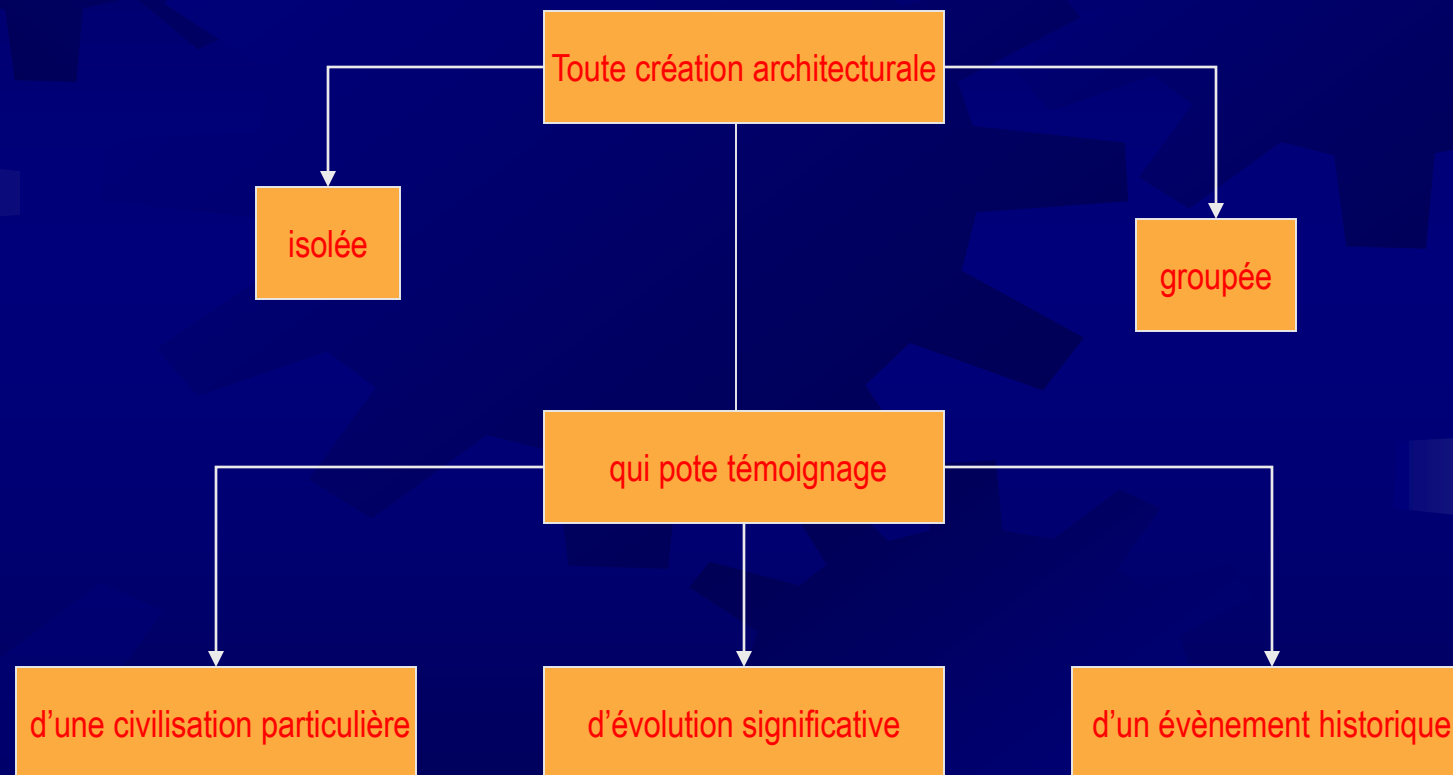 Toute création architecturale
isolée
groupée
qui pote témoignage
d’une civilisation particulière
d’évolution significative
d’un évènement historique